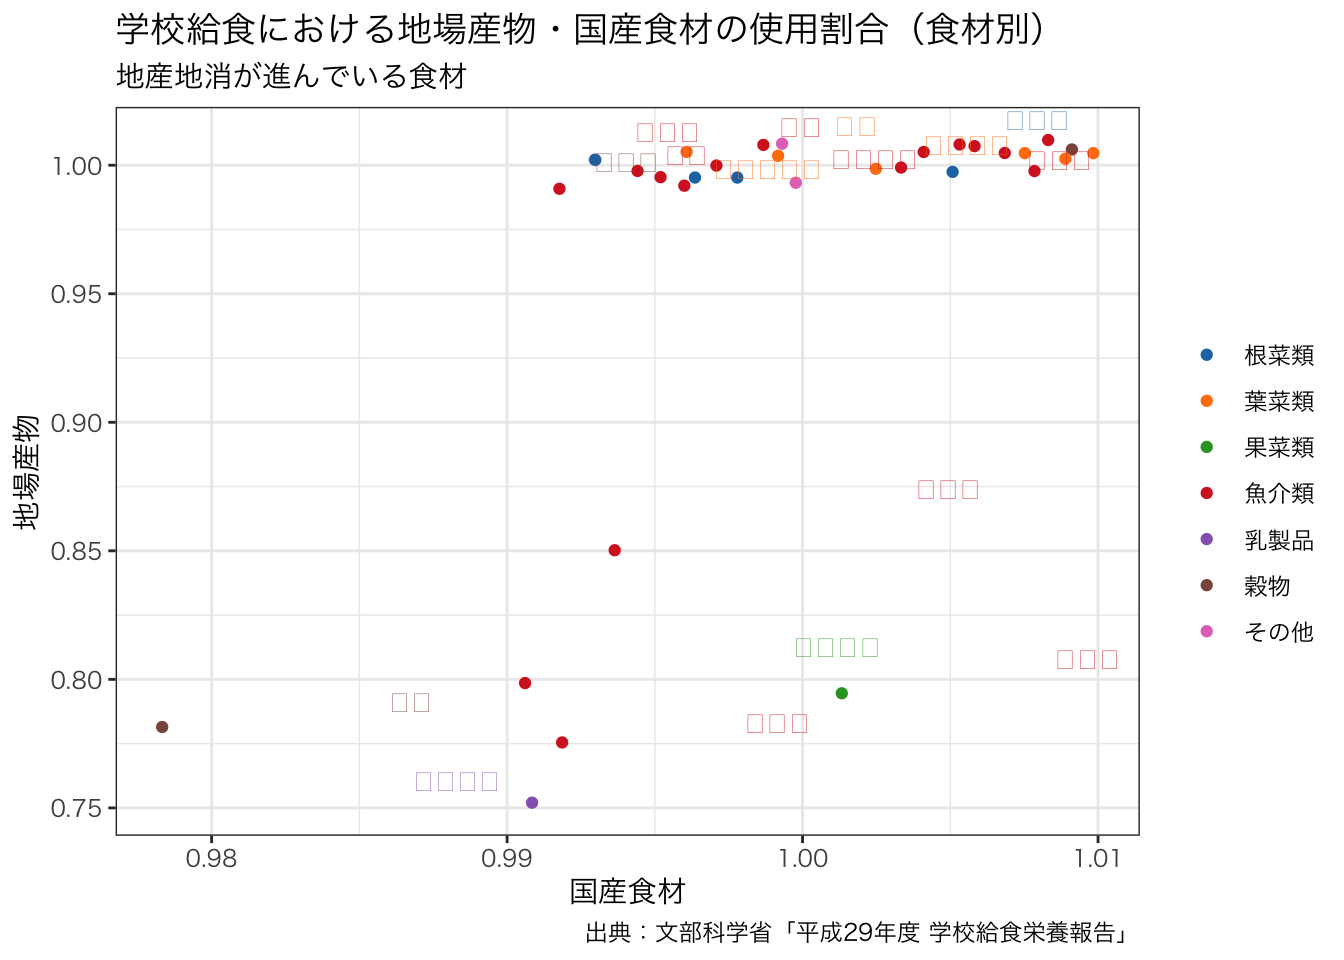 学校給食における地場産物・国産食材の使用割合（食材別）
地産地消が進んでいる食材
1.00
0.95
0.90
0.85
0.80
0.75
地場産物
0.98
0.99
1.00
1.01
国産食材
根菜類
葉菜類
果菜類
魚介類
乳製品
穀物
その他
出典：文部科学省「平成29年度 学校給食栄養報告」